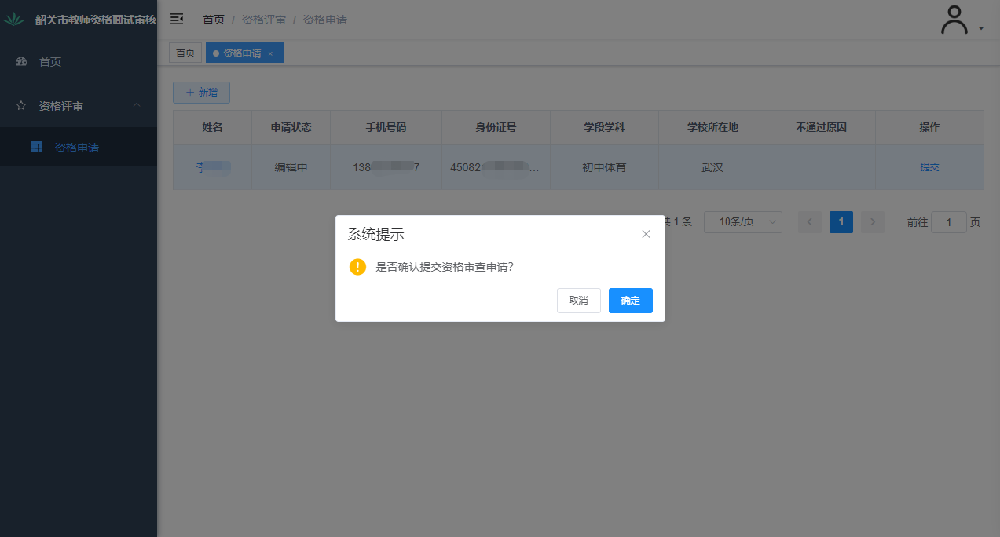 韶关市教师资格面试审核
首页 / 资格评审 / 资格申请
首页
资格评审
资格申请
首页 资格申请 ×
+ 新增
姓名 申请状态 手机号码 身份证号 学段学科 学校所在地 不通过原因 操作
李 编辑中 138 7 45082 ... 初中体育 武汉 提交
共 1 条 10条/页 < 1 > 前往 1 页
系统提示 ×
! 是否确认提交资格审查申请?
取消 确定